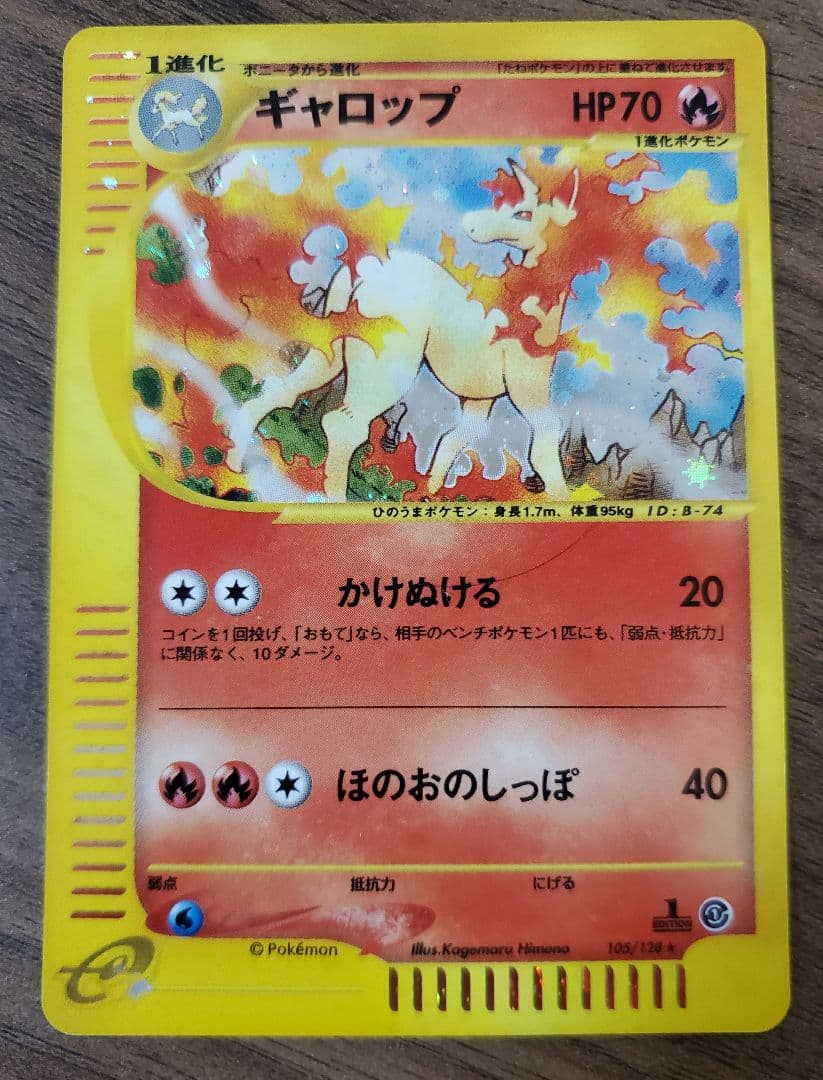 1進化 ポニータから進化 「たねポケモン」の上に重ねて進化させます。
ギャロップ HP70
1進化ポケモン
ひのうまポケモン：身長1.7m、体重95kg ID:B-74
かけぬける 20
コインを1回投げ、「おもて」なら、相手のベンチポケモン1匹にも、「弱点・抵抗力」
に関係なく、10ダメージ。
ほのおのしっぽ 40
弱点 抵抗力 にげる
1
EDITION
©Pokémon Illus.Kagemaru Himeno 105/128 ★
e